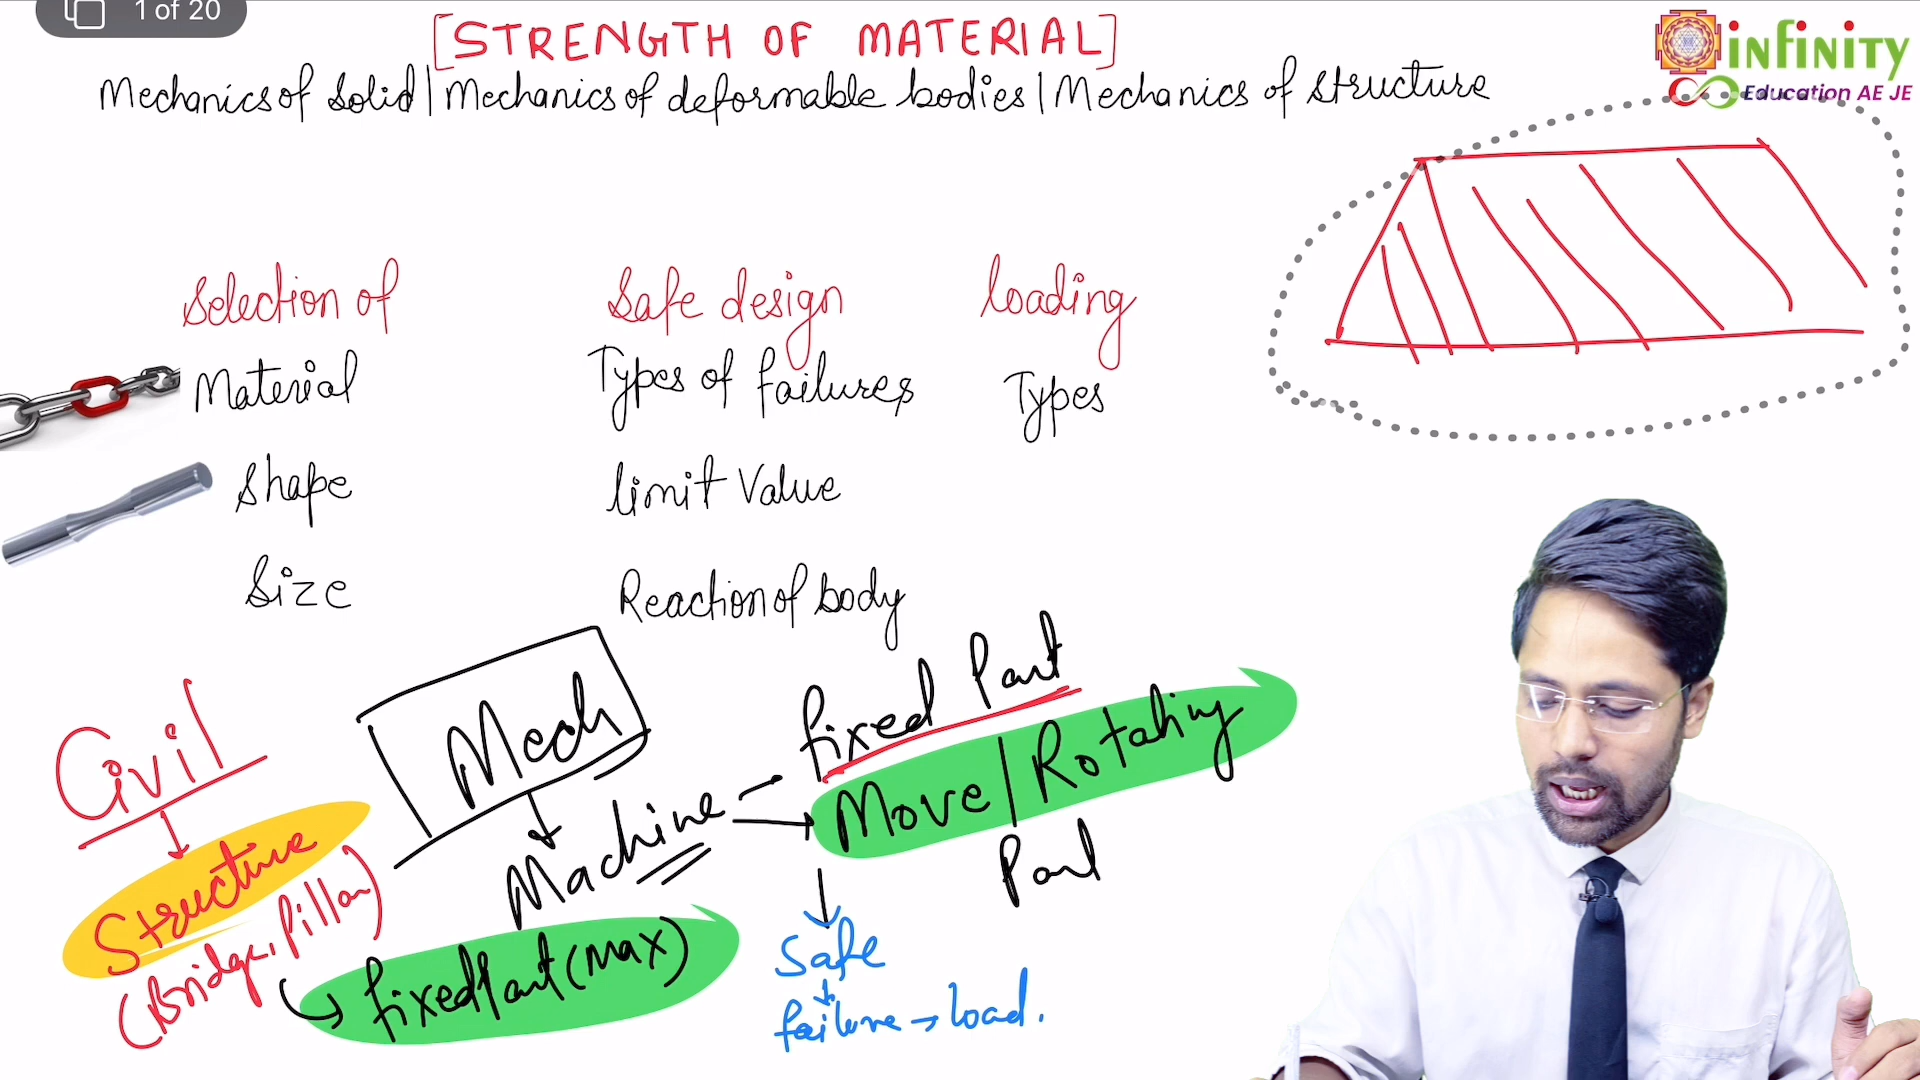 1 of 20
[STRENGTH OF MATERIAL]
infinity
Education AE JE
Mechanics of Solid | Mechanics of deformable bodies | Mechanics of structure
Selection of
Material
Shape
Size
Safe design
Types of failures
limit Value
Reaction of body
loading
Types
Civil
Structure
(Bridge, Pillar)
fixed Part (Max)
Mech
Machine
fixed Part
Move | Rotating
Part
Safe
failure → load.